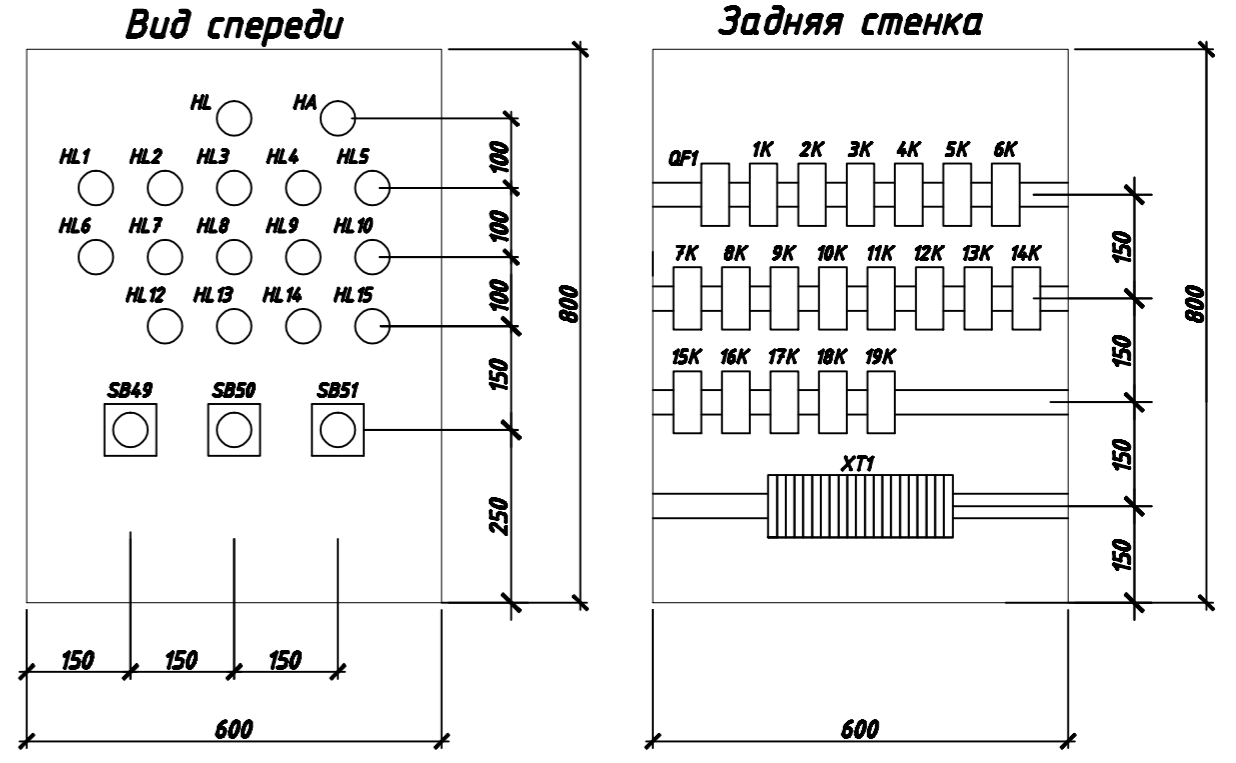 Вид спереди
HL HA
HL1 HL2 HL3 HL4 HL5
HL6 HL7 HL8 HL9 HL10
HL12 HL13 HL14 HL15
SB49 SB50 SB51
100
100
100
150
250
800
150 150 150
600
Задняя стенка
QF1 1K 2K 3K 4K 5K 6K
7K 8K 9K 10K 11K 12K 13K 14K
15K 16K 17K 18K 19K
XT1
150
150
150
150
800
600